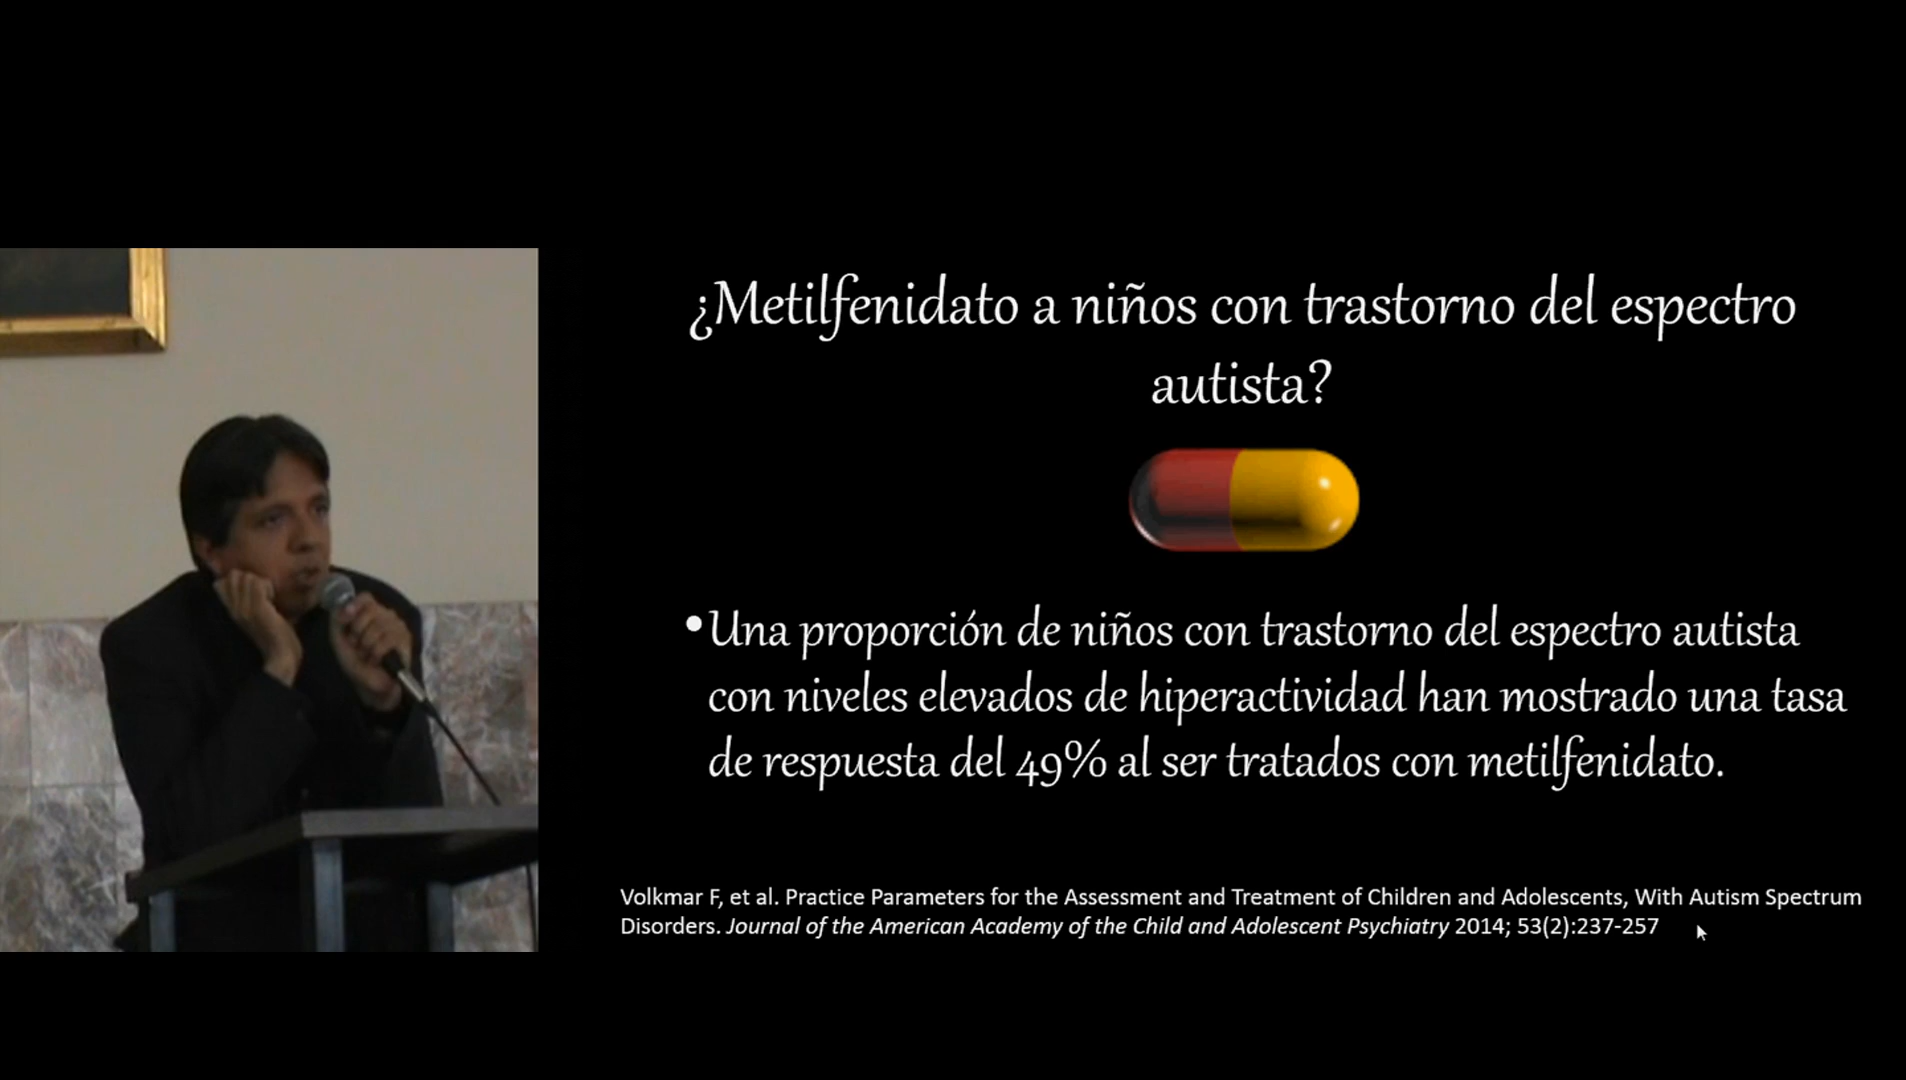 ¿Metilfenidato a niños con trastorno del espectro
autista?
•Una proporción de niños con trastorno del espectro autista
con niveles elevados de hiperactividad han mostrado una tasa
de respuesta del 49% al ser tratados con metilfenidato.
Volkmar F, et al. Practice Parameters for the Assessment and Treatment of Children and Adolescents, With Autism Spectrum
Disorders. Journal of the American Academy of the Child and Adolescent Psychiatry 2014; 53(2):237-257